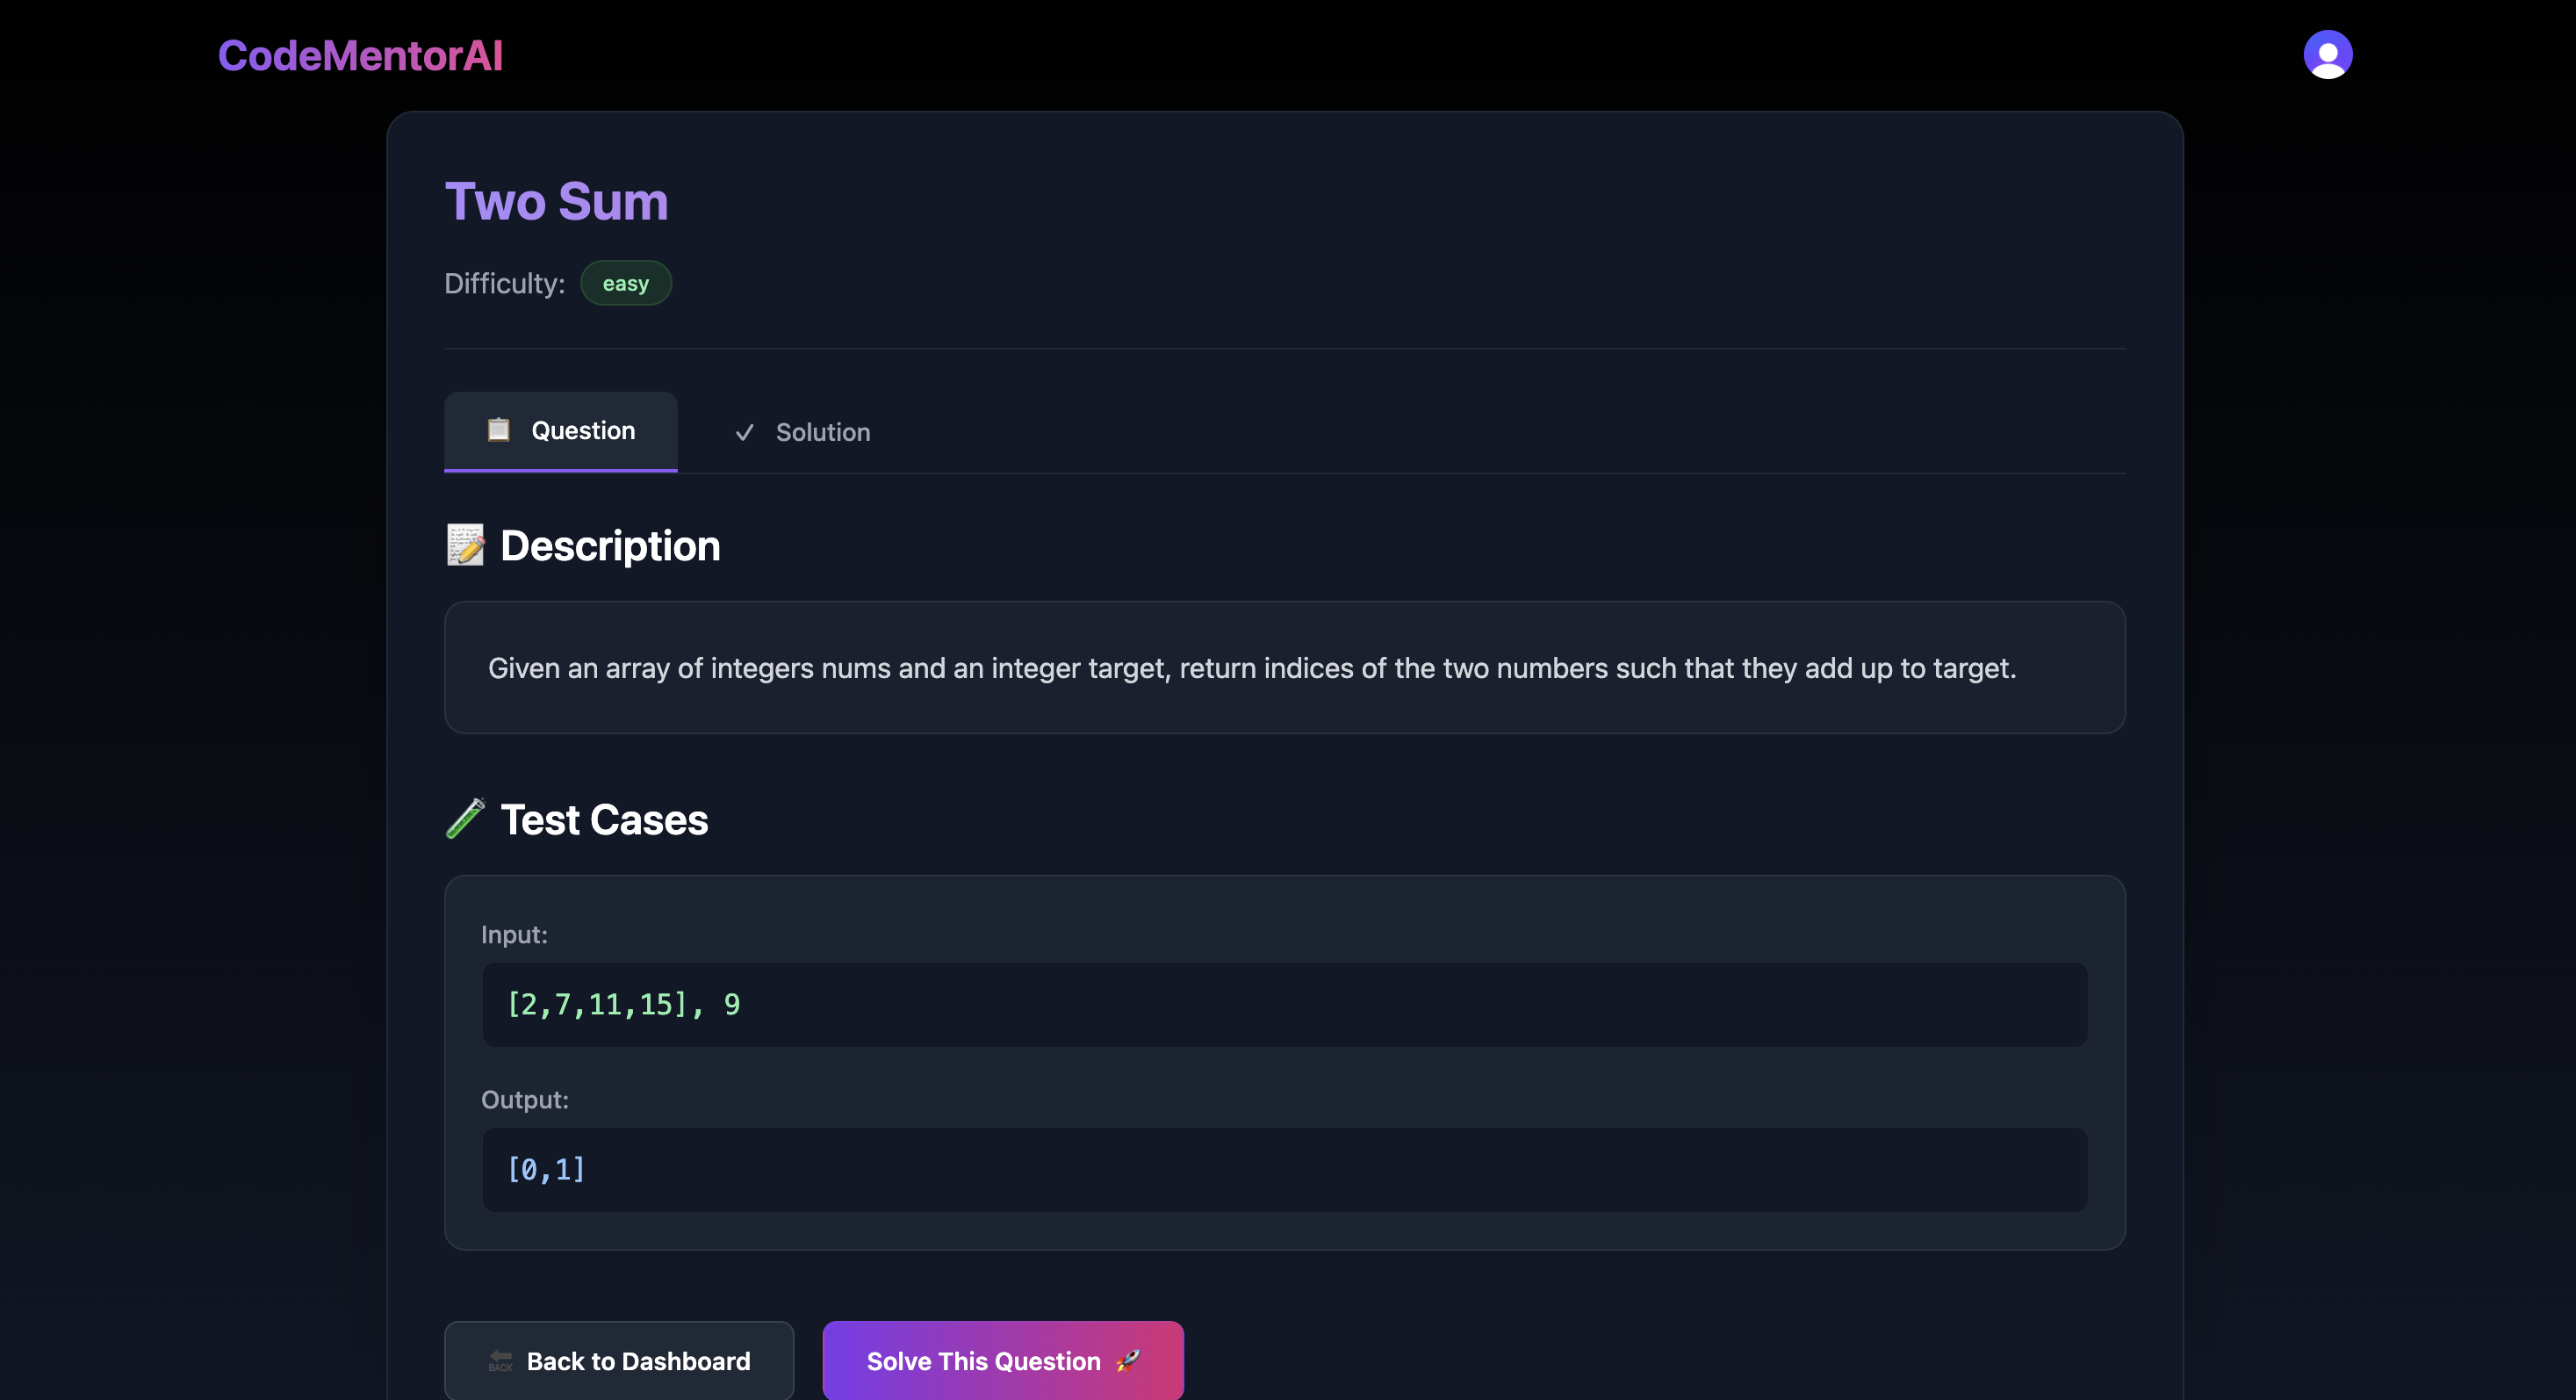 CodeMentorAI
Two Sum
Difficulty: easy
Question
Solution
Description
Given an array of integers nums and an integer target, return indices of the two numbers such that they add up to target.
Test Cases
Input:
[2,7,11,15], 9
Output:
[0,1]
BACK Back to Dashboard
Solve This Question